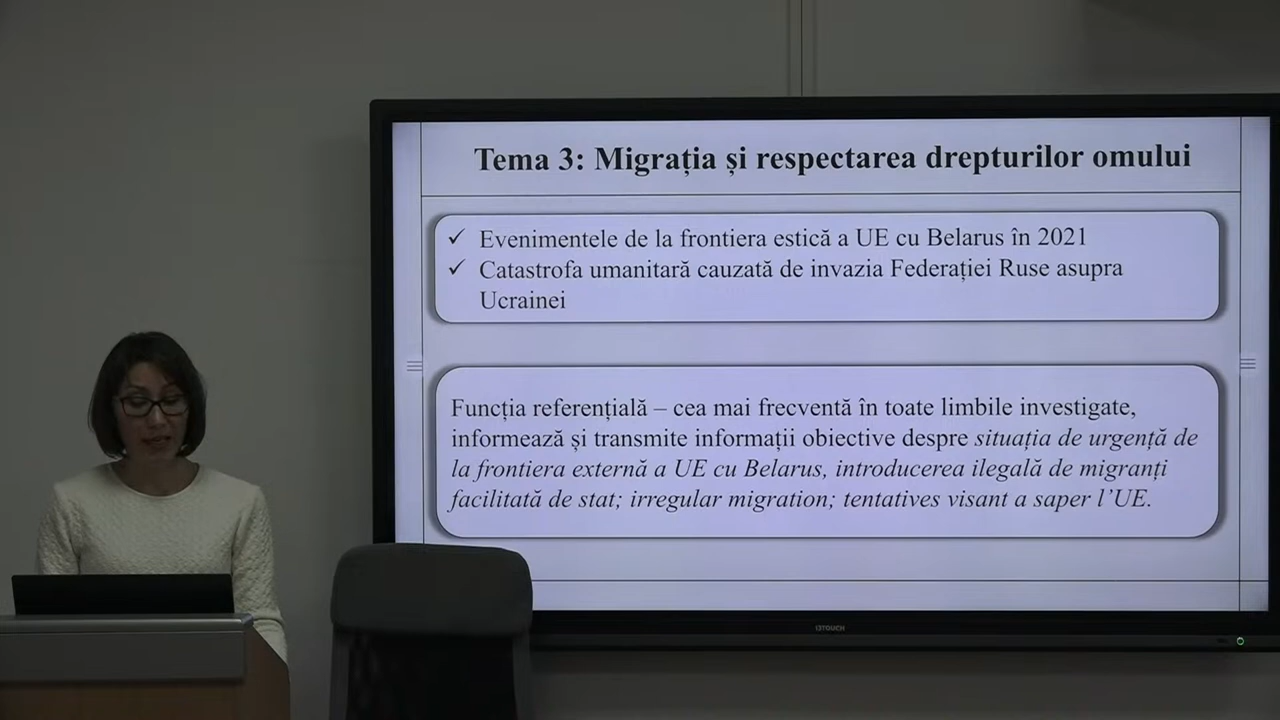 Tema 3: Migrația și respectarea drepturilor omului
✓ Evenimentele de la frontiera estică a UE cu Belarus în 2021
✓ Catastrofa umanitară cauzată de invazia Federației Ruse asupra
Ucrainei
Funcția referențială – cea mai frecventă în toate limbile investigate,
informează și transmite informații obiective despre situația de urgență de
la frontiera externă a UE cu Belarus, introducerea ilegală de migranți
facilitată de stat; irregular migration; tentatives visant a saper l’UE.